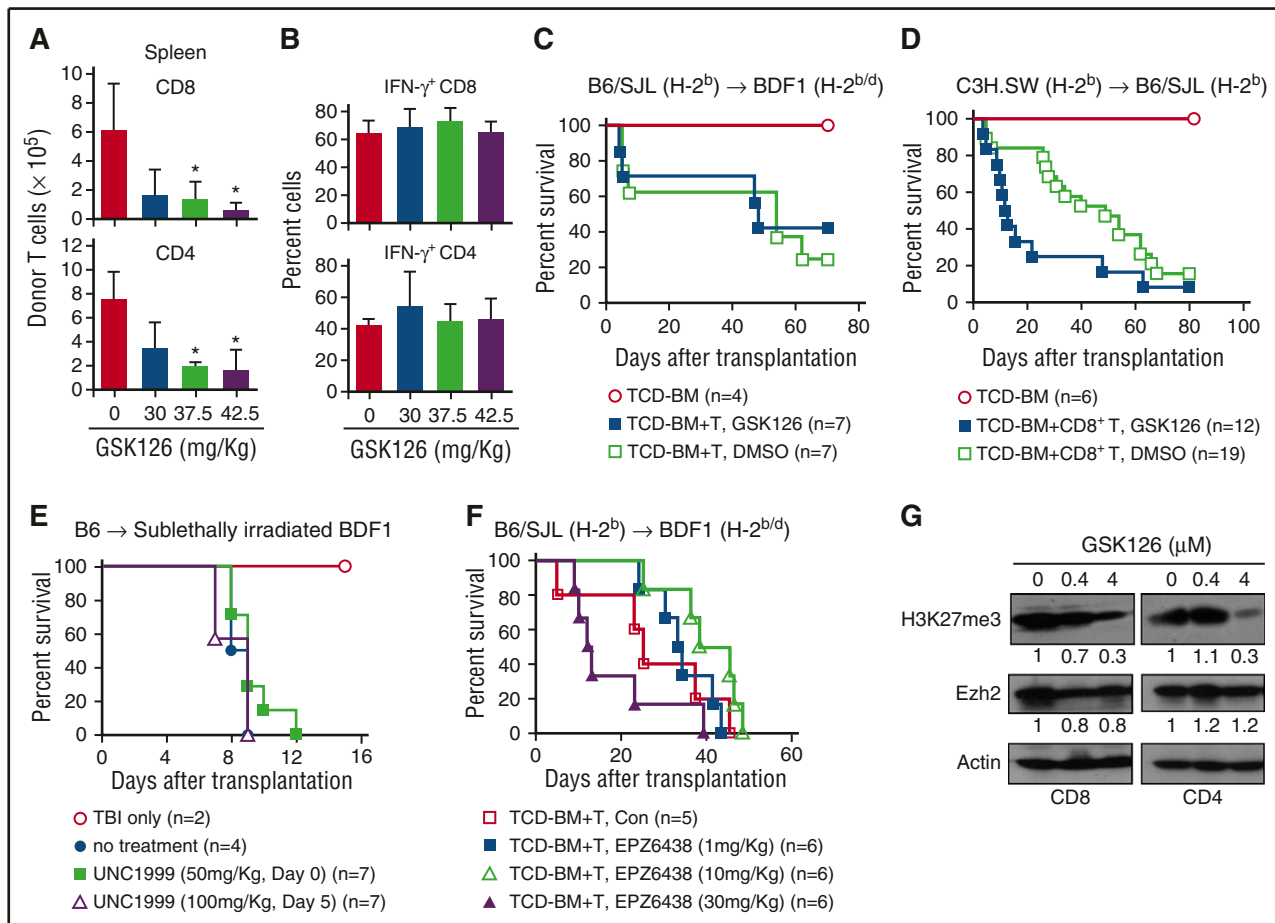 A
Spleen
CD8
10
8
6
4
2
0
*
*
CD4
12
10
8
6
4
2
0
*
*
Donor T cells (× 10⁵)
0 30 37.5 42.5
GSK126 (mg/Kg)
B
IFN-γ⁺ CD8
80
60
40
20
0
IFN-γ⁺ CD4
80
60
40
20
0
Percent cells
0 30 37.5 42.5
GSK126 (mg/Kg)
C
B6/SJL (H-2ᵇ) → BDF1 (H-2ᵇ/ᵈ)
100
80
60
40
20
0
Percent survival
0 20 40 60 80
Days after transplantation
TCD-BM (n=4)
TCD-BM+T, GSK126 (n=7)
TCD-BM+T, DMSO (n=7)
D
C3H.SW (H-2ᵇ) → B6/SJL (H-2ᵇ)
100
80
60
40
20
0
Percent survival
0 20 40 60 80 100
Days after transplantation
TCD-BM (n=6)
TCD-BM+CD8⁺ T, GSK126 (n=12)
TCD-BM+CD8⁺ T, DMSO (n=19)
E
B6 → Sublethally irradiated BDF1
100
80
60
40
20
0
Percent survival
0 4 8 12 16
Days after transplantation
TBI only (n=2)
no treatment (n=4)
UNC1999 (50mg/Kg, Day 0) (n=7)
UNC1999 (100mg/Kg, Day 5) (n=7)
F
B6/SJL (H-2ᵇ) → BDF1 (H-2ᵇ/ᵈ)
100
80
60
40
20
0
Percent survival
0 20 40 60
Days after transplantation
TCD-BM+T, Con (n=5)
TCD-BM+T, EPZ6438 (1mg/Kg) (n=6)
TCD-BM+T, EPZ6438 (10mg/Kg) (n=6)
TCD-BM+T, EPZ6438 (30mg/Kg) (n=6)
G
GSK126 (μM)
0 0.4 4 0 0.4 4
H3K27me3
1 0.7 0.3 1 1.1 0.3
Ezh2
1 0.8 0.8 1 1.2 1.2
Actin
CD8 CD4